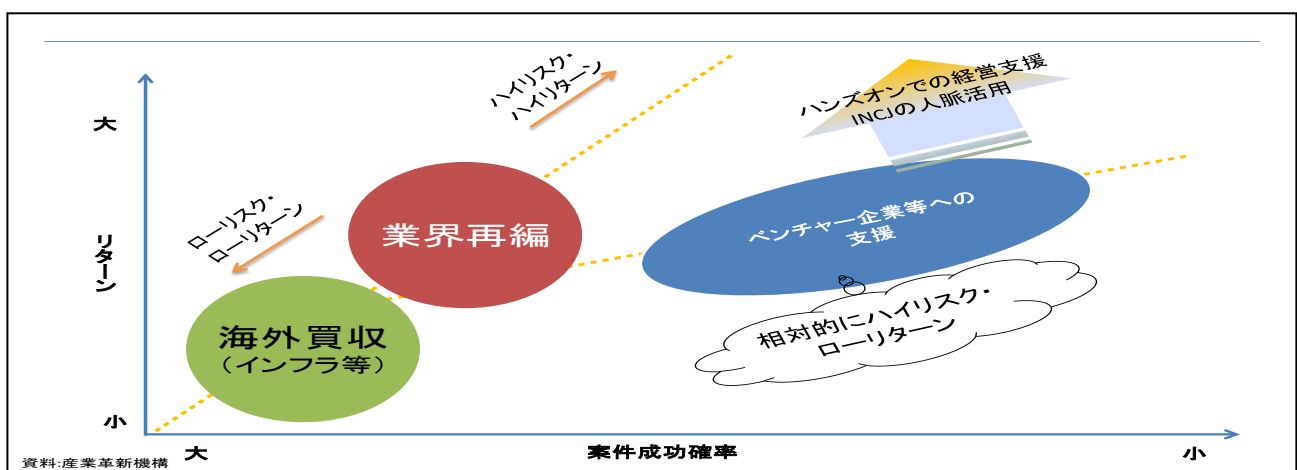 ハイリスク・
ハイリターン
ハンズオンでの経営支援
INCJの人脈活用
大
ローリスク・
ローリターン
業界再編
ベンチャー企業等への
支援
リターン
海外買収
（インフラ等）
相対的にハイリスク・
ローリターン
小
大
案件成功確率
小
資料:産業革新機構